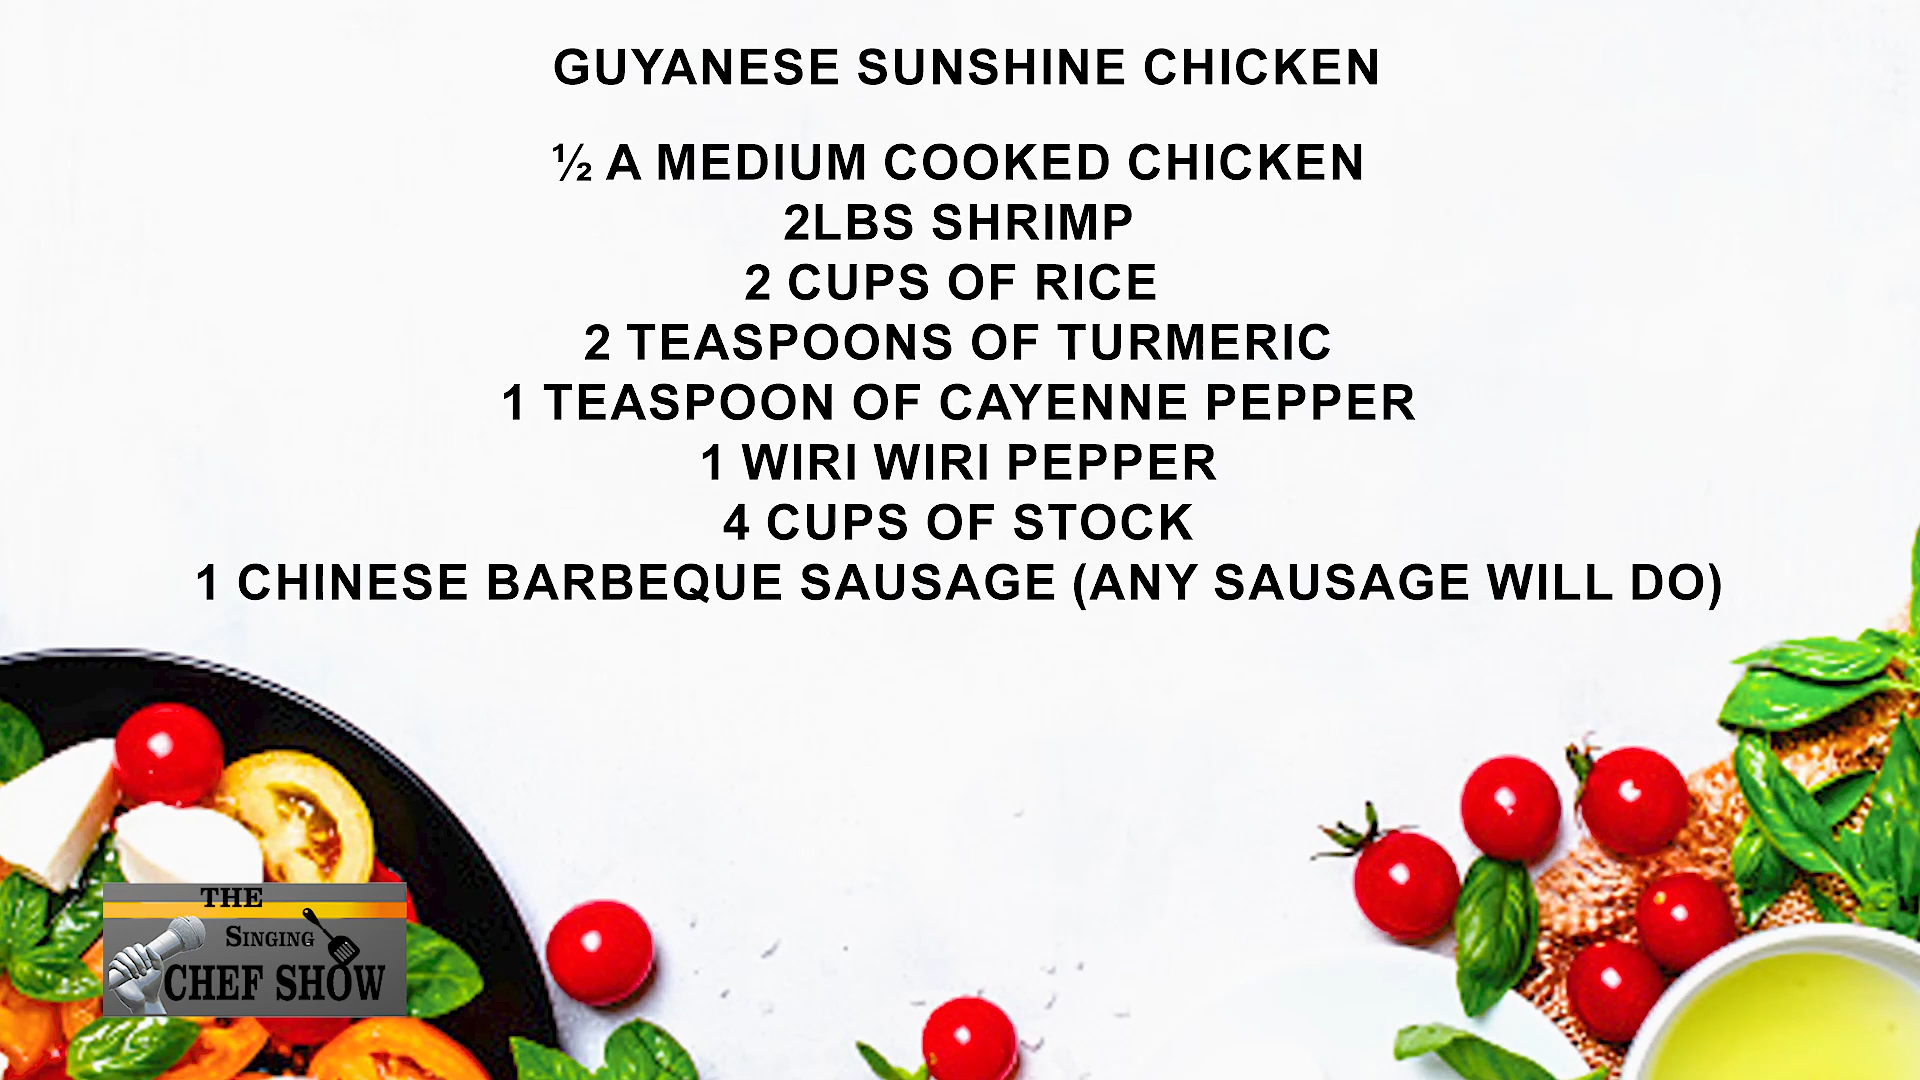 GUYANESE SUNSHINE CHICKEN
½ A MEDIUM COOKED CHICKEN
2LBS SHRIMP
2 CUPS OF RICE
2 TEASPOONS OF TURMERIC
1 TEASPOON OF CAYENNE PEPPER
1 WIRI WIRI PEPPER
4 CUPS OF STOCK
1 CHINESE BARBEQUE SAUSAGE (ANY SAUSAGE WILL DO)
THE
SINGING
CHEF SHOW